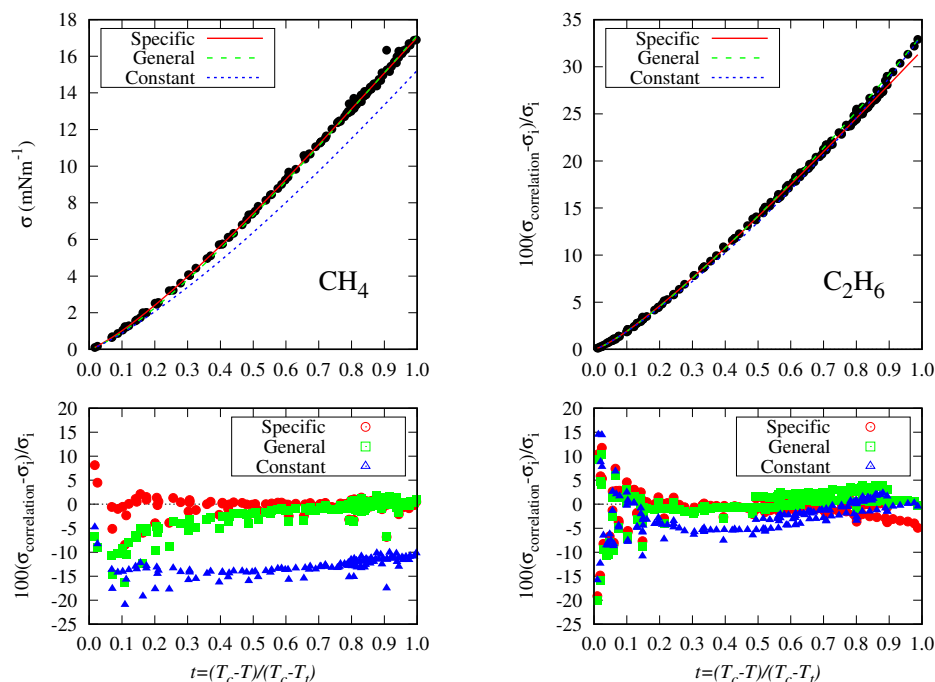 18
16
14
12
10
8
6
4
2
0
σ (mNm-1)
Specific
General
Constant
CH4
0.0 0.1 0.2 0.3 0.4 0.5 0.6 0.7 0.8 0.9 1.0
35
30
25
20
15
10
5
0
100(σcorrelation-σi)/σi
Specific
General
Constant
C2H6
0.0 0.1 0.2 0.3 0.4 0.5 0.6 0.7 0.8 0.9 1.0
20
15
10
5
0
-5
-10
-15
-20
-25
100(σcorrelation-σi)/σi
Specific
General
Constant
0.0 0.1 0.2 0.3 0.4 0.5 0.6 0.7 0.8 0.9 1.0
t=(Tc-T)/(Tc-Tt)
20
15
10
5
0
-5
-10
-15
-20
-25
100(σcorrelation-σi)/σi
Specific
General
Constant
0.0 0.1 0.2 0.3 0.4 0.5 0.6 0.7 0.8 0.9 1.0
t=(Tc-T)/(Tc-Tt)